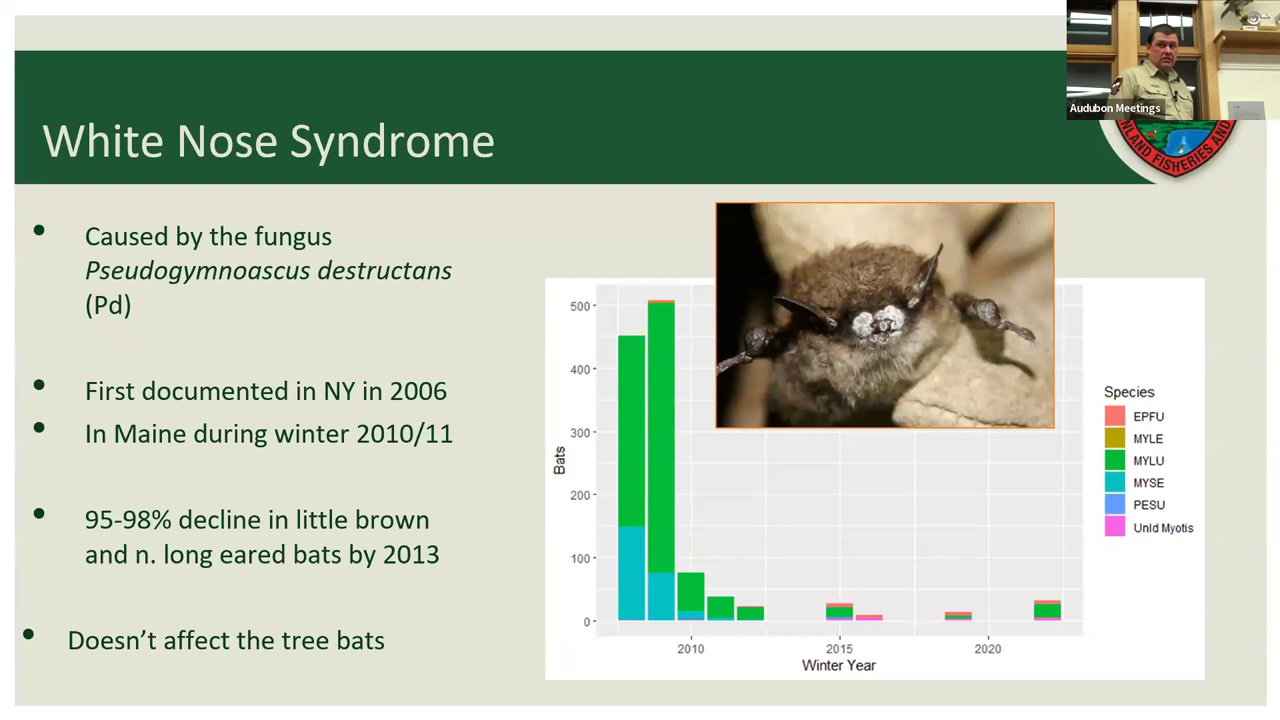 Audubon Meetings
INLAND FISHERIES AND
White Nose Syndrome
• Caused by the fungus
Pseudogymnoascus destructans
(Pd)
• First documented in NY in 2006
• In Maine during winter 2010/11
• 95-98% decline in little brown
and n. long eared bats by 2013
• Doesn’t affect the tree bats
500
400
300
200
100
0
Bats
2010
2015
2020
Winter Year
Species
EPFU
MYLE
MYLU
MYSE
PESU
UnId Myotis